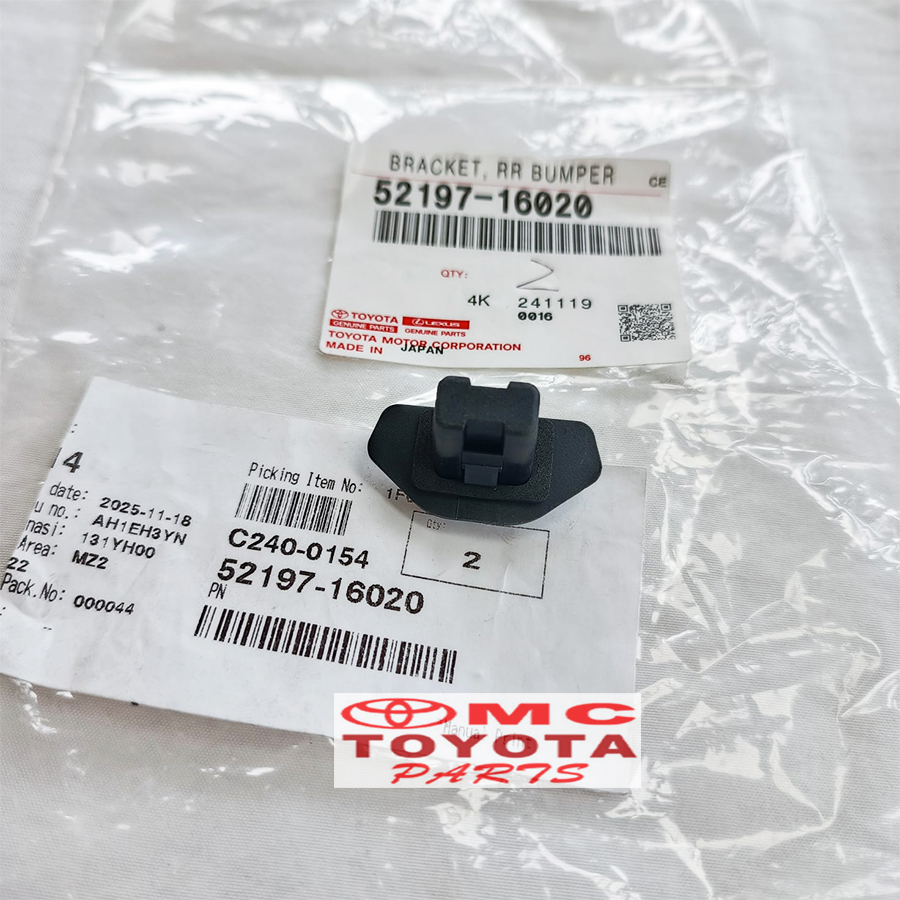 BRACKET, RR BUMPER
CE
52197-16020
QTY: 2
4K 241119
0016
TOYOTA LEXUS
GENUINE PARTS GENUINE PARTS
TOYOTA MOTOR CORPORATION
MADE IN JAPAN
96
14
date: 2025-11-18
u no.: AH1EH3YN
nasi: 131YH00
Area: MZ2
22
Pack.No: 000044
Picking Item No:
C240-0154
Qty:
2
52197-16020
PN
MC
TOYOTA
PARTS